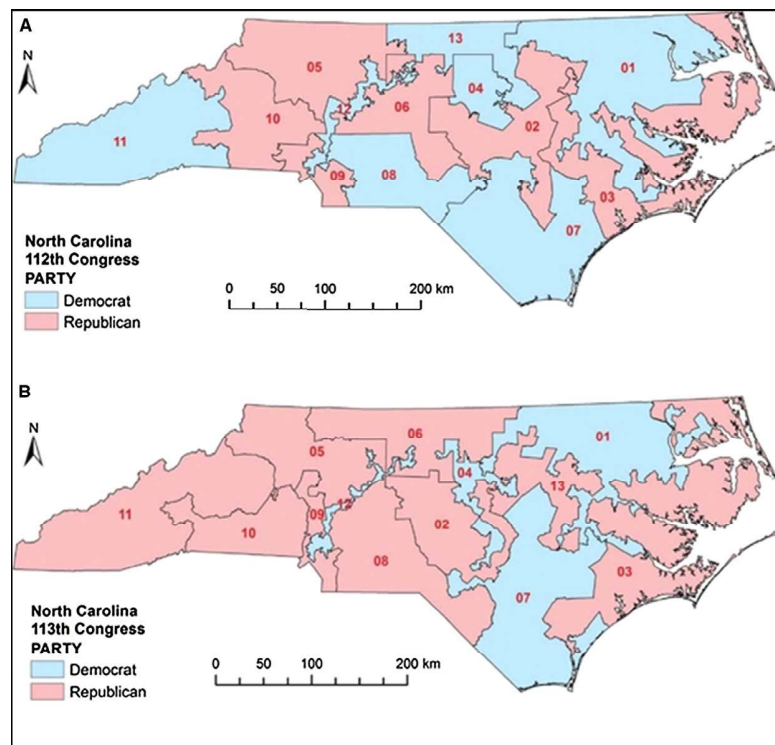 A
N
13
05
01
04
12
06
10
02
11
09
08
03
07
North Carolina
112th Congress
PARTY
Democrat
Republican
0 50 100 200 km
B
N
06
01
05
04
13
12
09
11
02
10
08
03
07
North Carolina
113th Congress
PARTY
Democrat
Republican
0 50 100 200 km